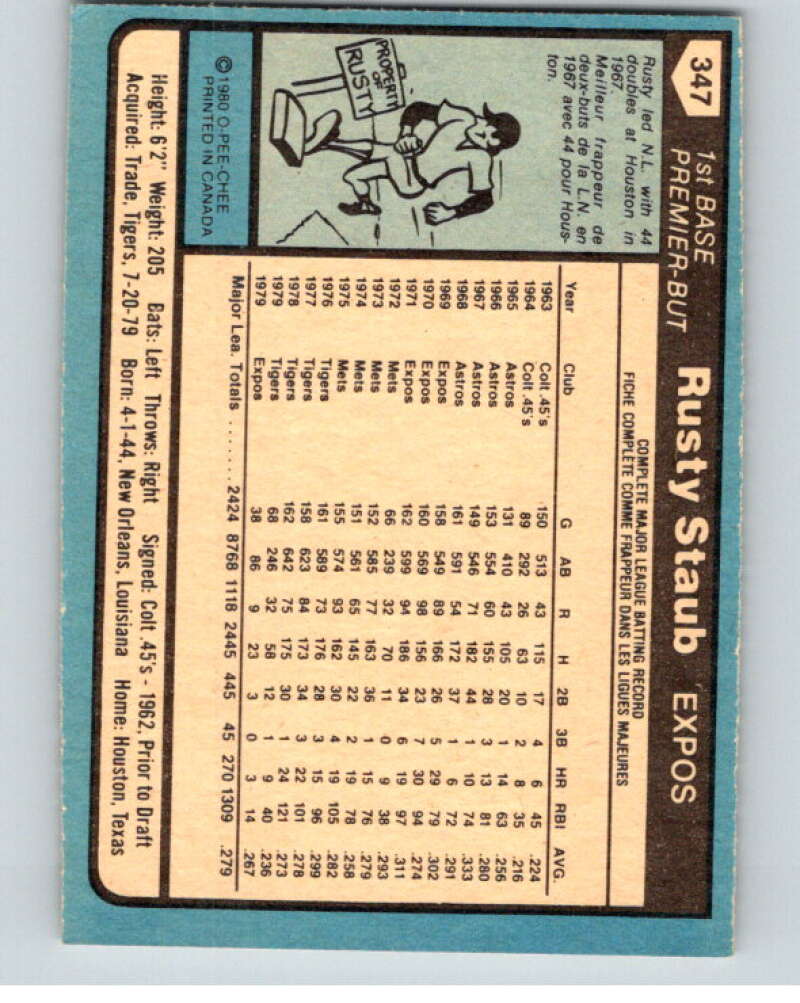 347
1st BASE
PREMIER-BUT
Rusty Staub
EXPOS
Rusty led N.L. with 44
doubles at Houston in
1967.
Meilleur frappeur de
deux-buts de la L.N. en
1967 avec 44 pour Hous-
ton.
PROPERTY
OF
RUSTY
© 1980 O-PEE-CHEE
PRINTED IN CANADA
COMPLETE MAJOR LEAGUE BATTING RECORD
FICHE COMPLÈTE COMME FRAPPEUR DANS LES LIGUES MAJEURES
Year Club G AB R H 2B 3B HR RBI AVG.
1963 Colt .45's 150 513 43 115 17 4 6 45 .224
1964 Colt .45's 89 292 26 63 10 2 8 35 .216
1965 Astros 131 410 43 105 20 1 14 63 .256
1966 Astros 153 554 60 155 28 3 13 81 .280
1967 Astros 149 546 71 182 44 1 10 74 .333
1968 Astros 161 591 54 172 37 1 6 72 .291
1969 Expos 158 549 89 166 26 5 29 79 .302
1970 Expos 160 569 98 156 23 7 30 94 .274
1971 Expos 162 599 94 186 34 6 19 97 .311
1972 Mets 66 239 32 70 11 0 9 38 .293
1973 Mets 152 585 77 163 36 1 15 76 .279
1974 Mets 151 561 65 145 22 2 19 78 .258
1975 Mets 155 574 93 162 30 4 19 105 .282
1976 Tigers 161 589 73 176 28 3 15 96 .299
1977 Tigers 158 623 84 173 34 3 22 101 .278
1978 Tigers 162 642 75 175 30 1 24 121 .273
1979 Tigers 68 246 32 58 12 1 9 40 .236
1979 Expos 38 86 9 23 3 0 3 14 .267
Major Lea. Totals ....... 2424 8768 1118 2445 445 45 270 1309 .279
Height: 6'2" Weight: 205 Bats: Left Throws: Right Signed: Colt .45's - 1962, Prior to Draft
Acquired: Trade, Tigers, 7-20-79 Born: 4-1-44, New Orleans, Louisiana Home: Houston, Texas